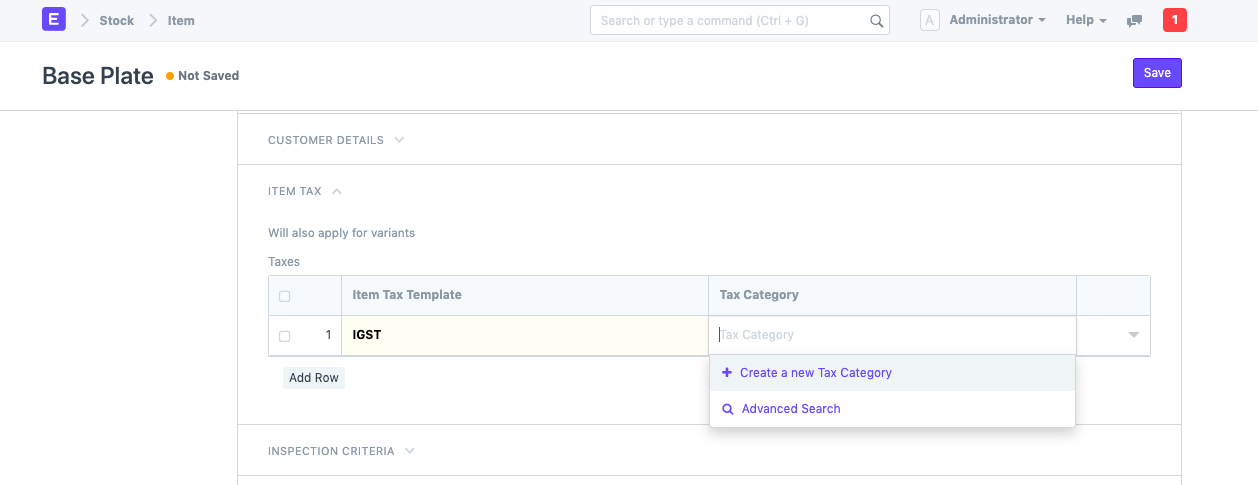 E Stock Item Search or type a command (Ctrl + G) A Administrator Help 1
Base Plate Not Saved Save
CUSTOMER DETAILS
ITEM TAX
Will also apply for variants
Taxes
Item Tax Template Tax Category
1 IGST Tax Category
Create a new Tax Category
Add Row
Advanced Search
INSPECTION CRITERIA